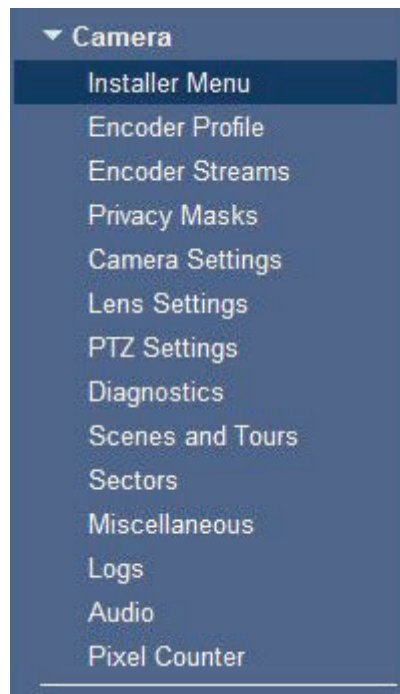 Camera
Installer Menu
Encoder Profile
Encoder Streams
Privacy Masks
Camera Settings
Lens Settings
PTZ Settings
Diagnostics
Scenes and Tours
Sectors
Miscellaneous
Logs
Audio
Pixel Counter